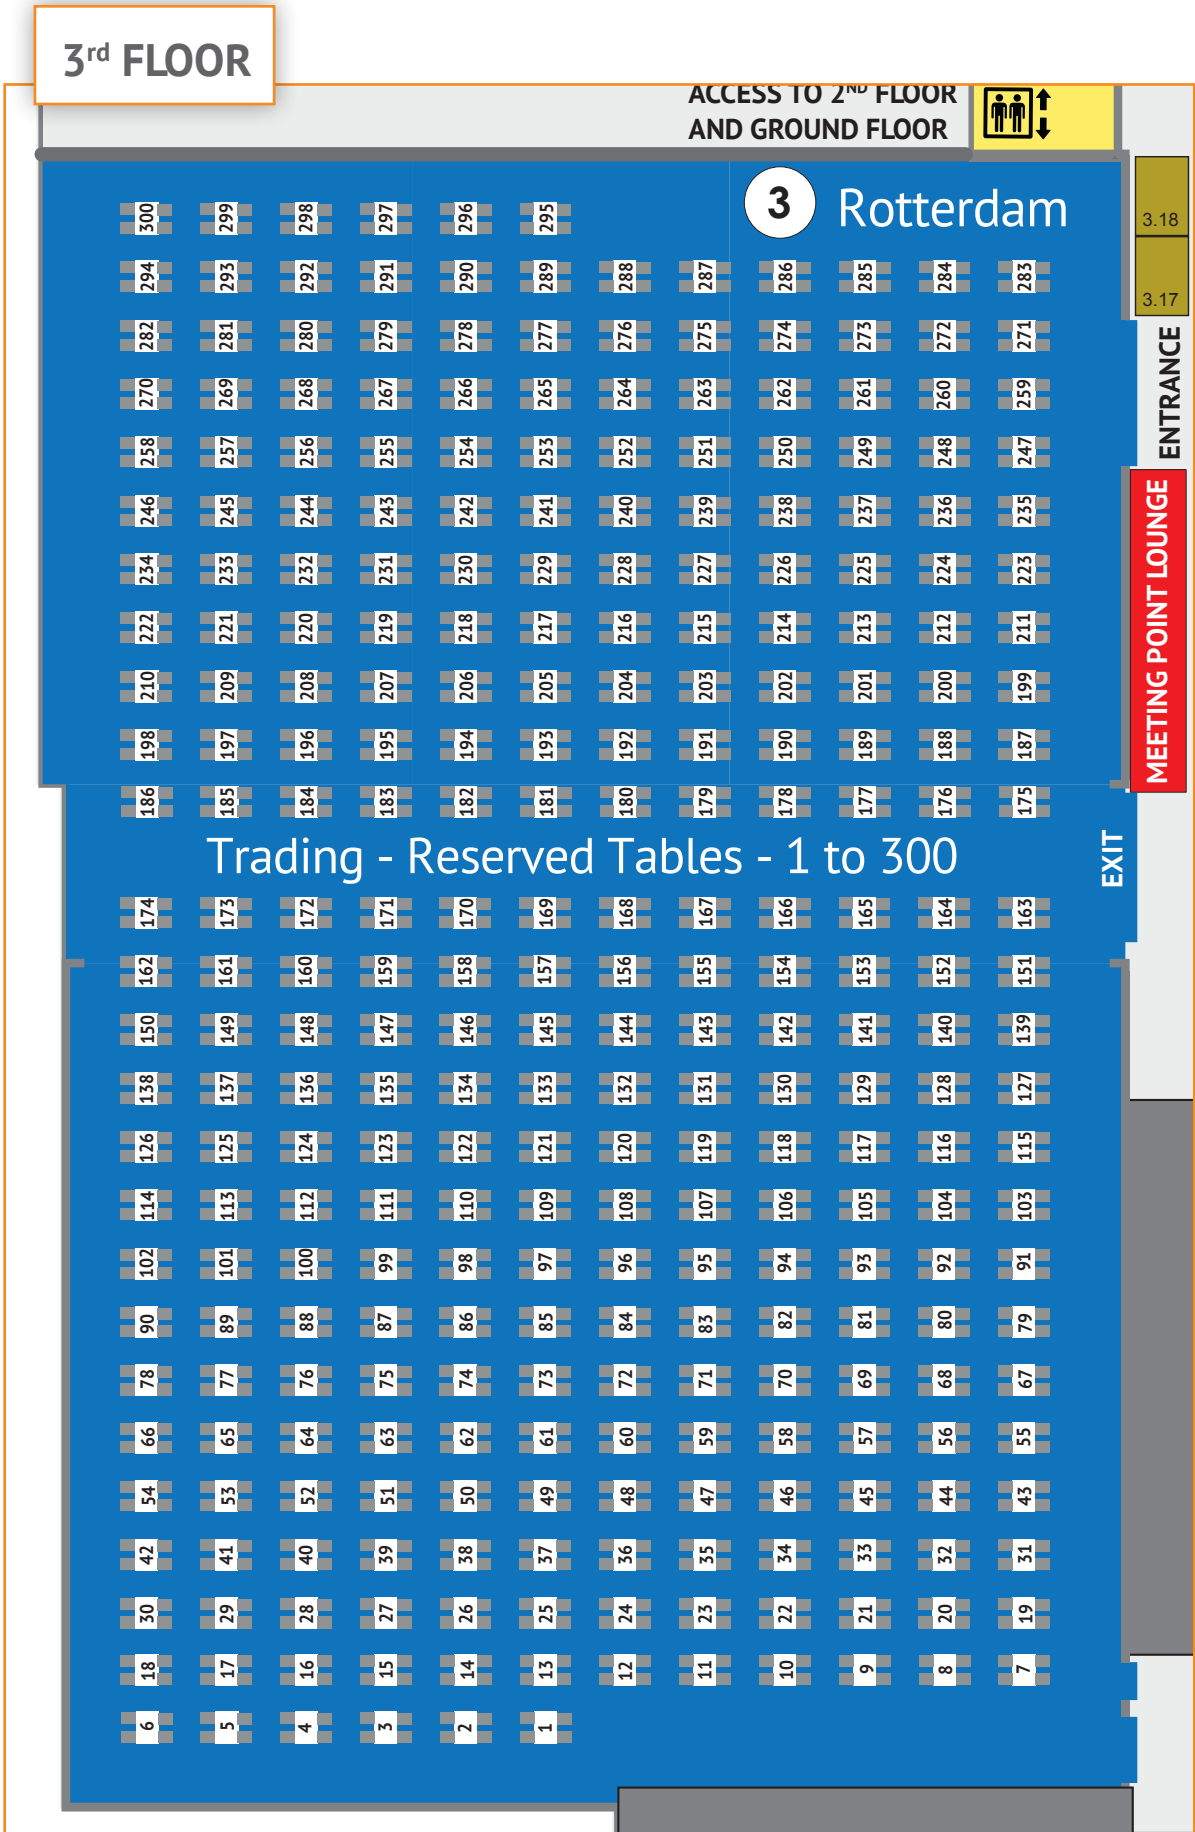 3rd FLOOR
ACCESS TO 2ND FLOOR
AND GROUND FLOOR
3 Rotterdam
3.18
3.17
ENTRANCE
MEETING POINT LOUNGE
300 299 298 297 296 295
294 293 292 291 290 289 288 287 286 285 284 283
282 281 280 279 278 277 276 275 274 273 272 271
270 269 268 267 266 265 264 263 262 261 260 259
258 257 256 255 254 253 252 251 250 249 248 247
246 245 244 243 242 241 240 239 238 237 236 235
234 233 232 231 230 229 228 227 226 225 224 223
222 221 220 219 218 217 216 215 214 213 212 211
210 209 208 207 206 205 204 203 202 201 200 199
198 197 196 195 194 193 192 191 190 189 188 187
186 185 184 183 182 181 180 179 178 177 176 175
Trading - Reserved Tables - 1 to 300
EXIT
174 173 172 171 170 169 168 167 166 165 164 163
162 161 160 159 158 157 156 155 154 153 152 151
150 149 148 147 146 145 144 143 142 141 140 139
138 137 136 135 134 133 132 131 130 129 128 127
126 125 124 123 122 121 120 119 118 117 116 115
114 113 112 111 110 109 108 107 106 105 104 103
102 101 100 99 98 97 96 95 94 93 92 91
90 89 88 87 86 85 84 83 82 81 80 79
78 77 76 75 74 73 72 71 70 69 68 67
66 65 64 63 62 61 60 59 58 57 56 55
54 53 52 51 50 49 48 47 46 45 44 43
42 41 40 39 38 37 36 35 34 33 32 31
30 29 28 27 26 25 24 23 22 21 20 19
18 17 16 15 14 13 12 11 10 9 8 7
6 5 4 3 2 1